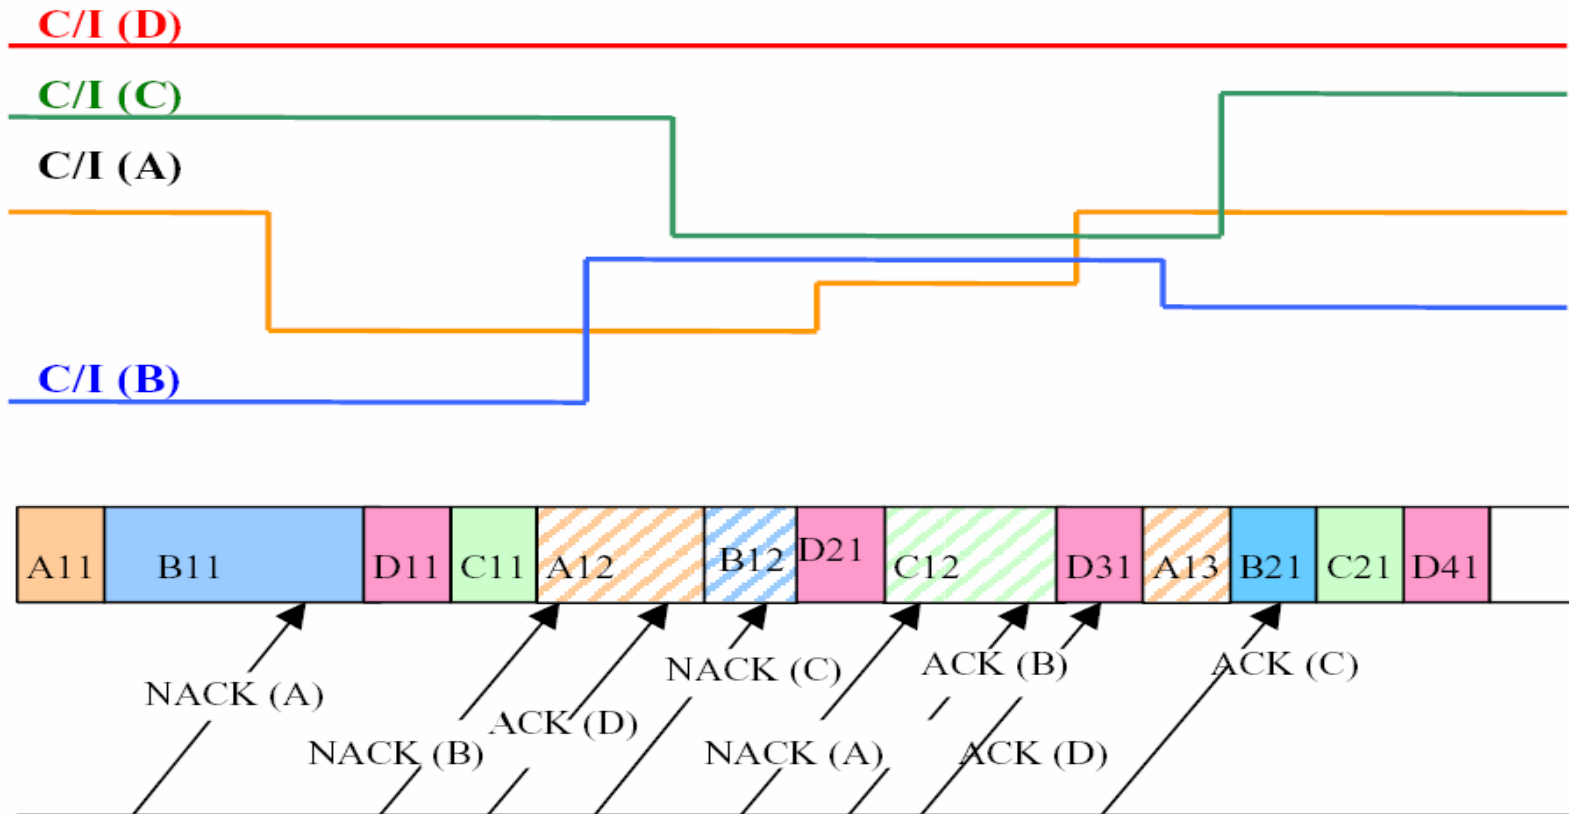 C/I (D)
C/I (C)
C/I (A)
C/I (B)
A11 B11 D11 C11 A12 B12 D21 C12 D31 A13 B21 C21 D41
NACK (A)
NACK (B)
ACK (D)
NACK (C)
NACK (A)
ACK (B)
ACK (D)
ACK (C)